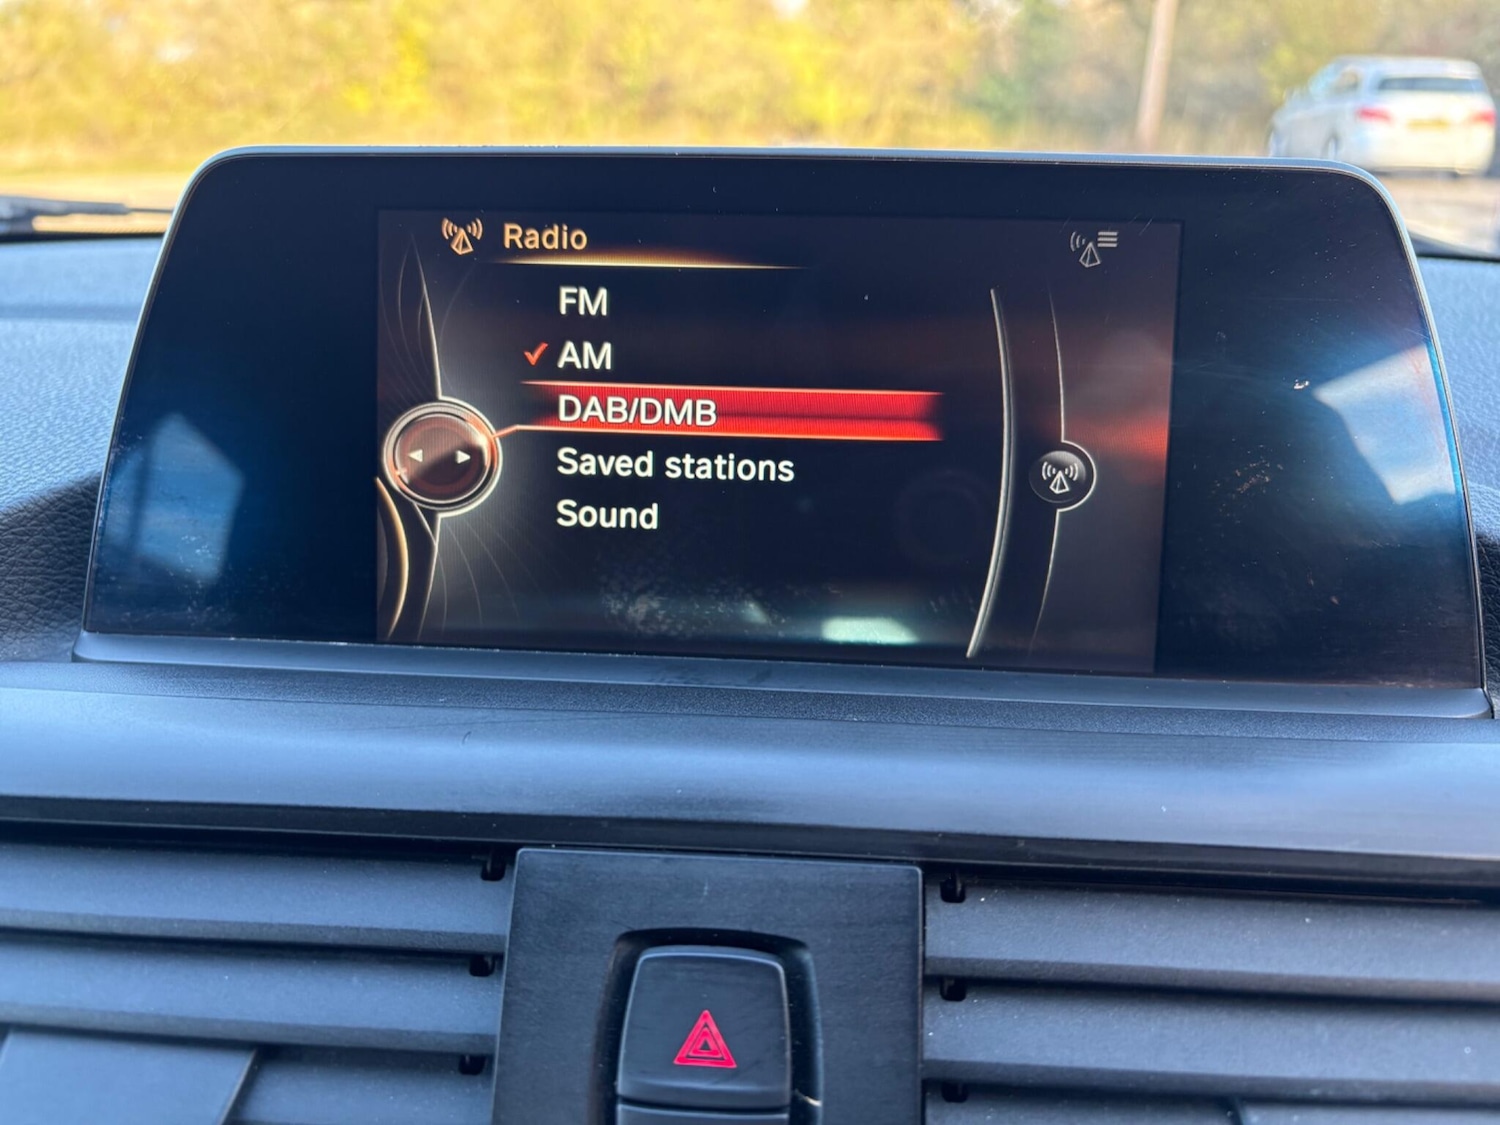 Radio
FM
AM
DAB/DMB
Saved stations
Sound